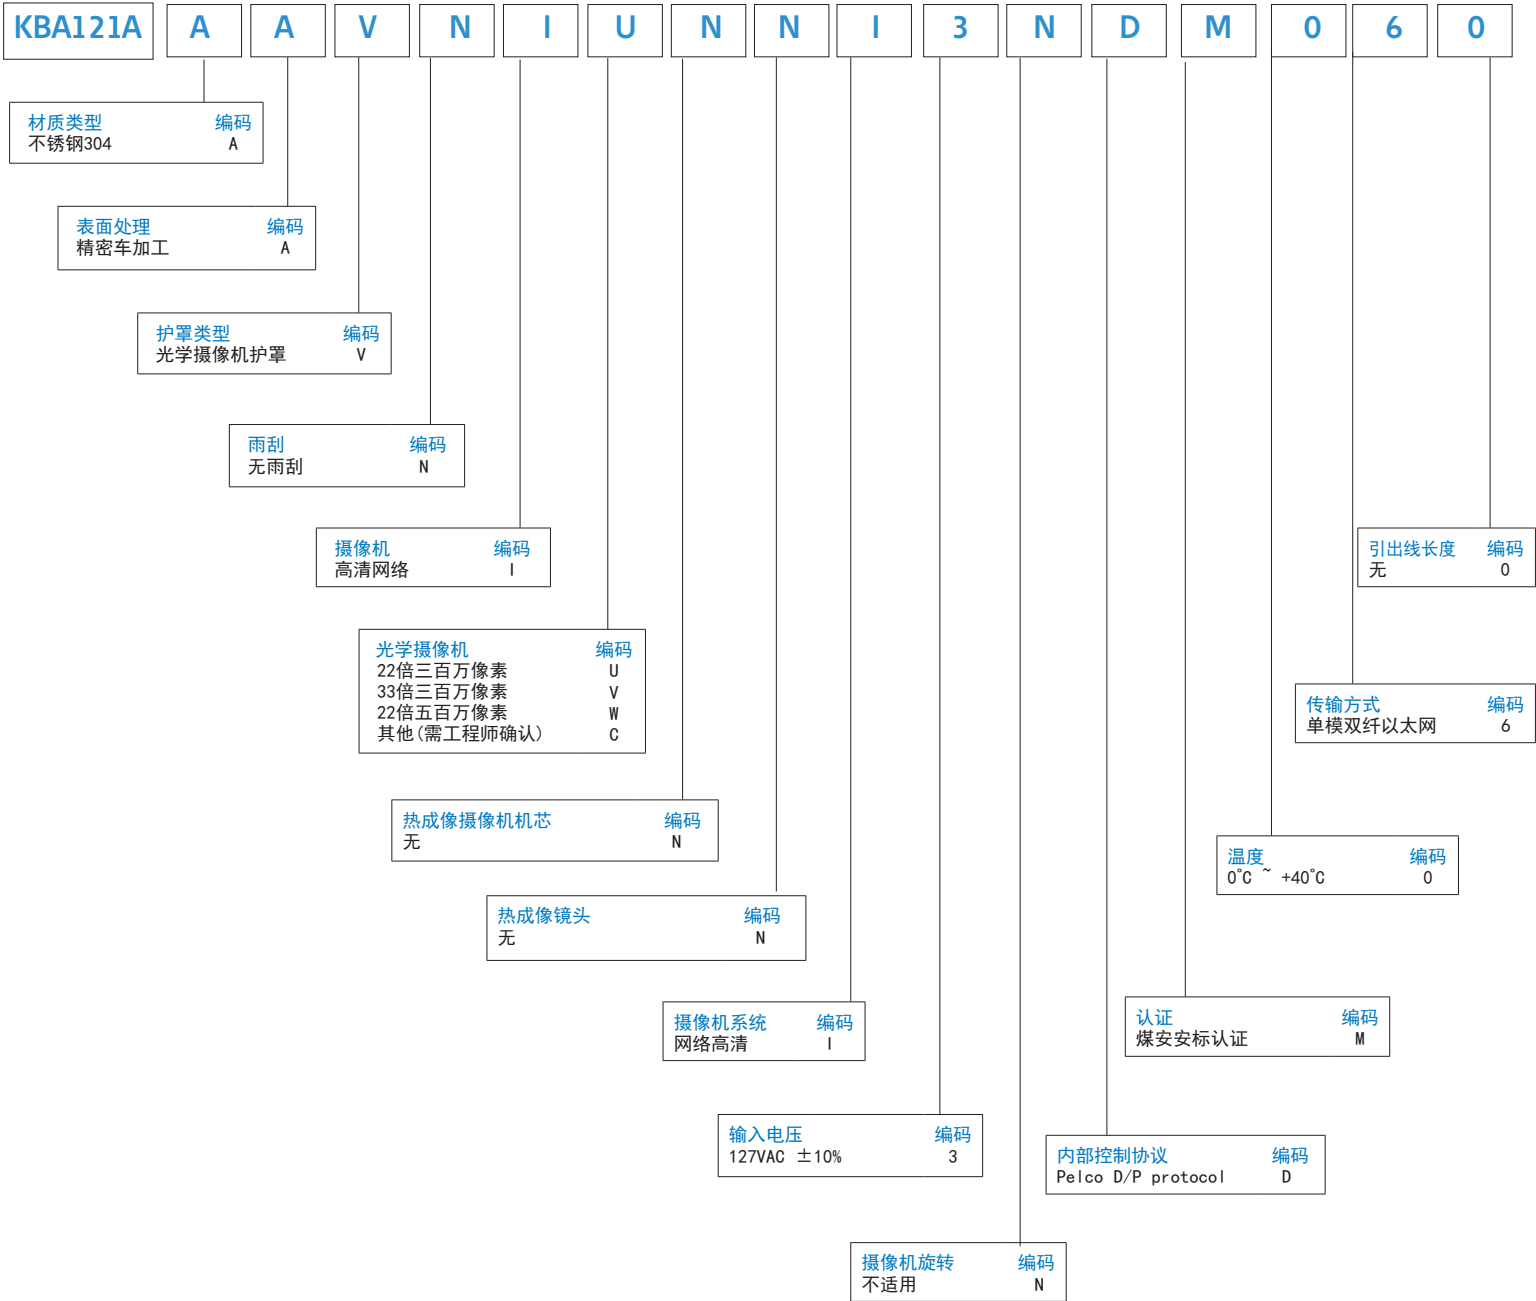 KBA121A A A V N I U N N I 3 N D M 0 6 0
材质类型 编码
不锈钢304 A
表面处理 编码
精密车加工 A
护罩类型 编码
光学摄像机护罩 V
雨刮 编码
无雨刮 N
摄像机 编码
高清网络 I
引出线长度 编码
无 0
光学摄像机 编码
22倍三百万像素 U
33倍三百万像素 V
22倍五百万像素 W
其他(需工程师确认) C
传输方式 编码
单模双纤以太网 6
热成像摄像机机芯 编码
无 N
温度 编码
0℃ ~ +40℃ 0
热成像镜头 编码
无 N
摄像机系统 编码
网络高清 I
认证 编码
煤安安标认证 M
输入电压 编码
127VAC ±10% 3
内部控制协议 编码
Pelco D/P protocol D
摄像机旋转 编码
不适用 N